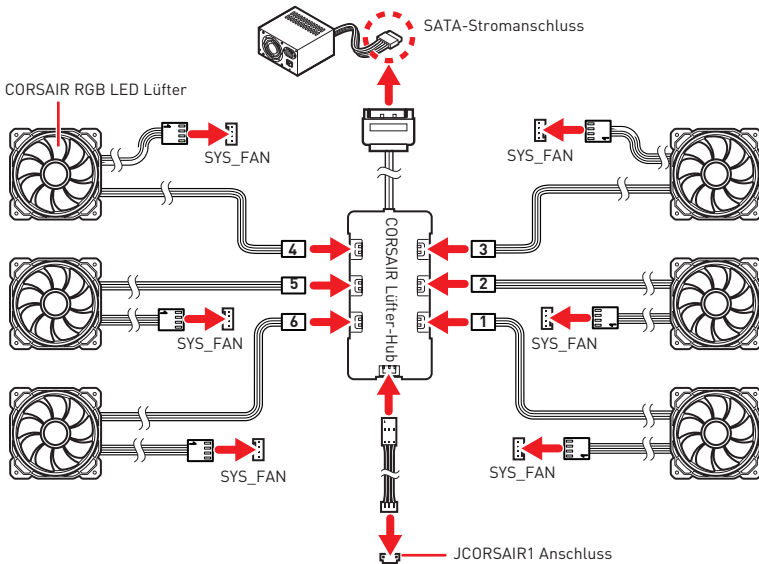 SATA-Stromanschluss
CORSAIR RGB LED Lüfter
SYS_FAN
SYS_FAN
4
3
CORSAIR Lüfter-Hub
5
2
SYS_FAN
SYS_FAN
6
1
SYS_FAN
SYS_FAN
JCORSAIR1 Anschluss